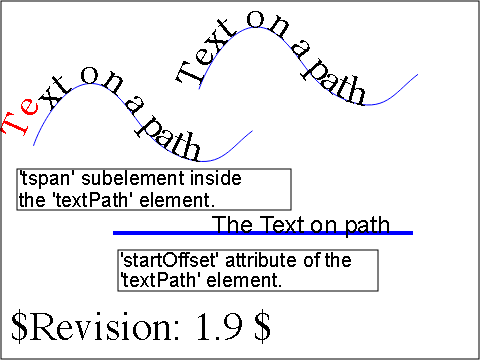 Text on a path
Text on a path
'tspan' subelement inside
the 'textPath' element.
The Text on path
'startOffset' attribute of the
'textPath' element.
$Revision: 1.9 $